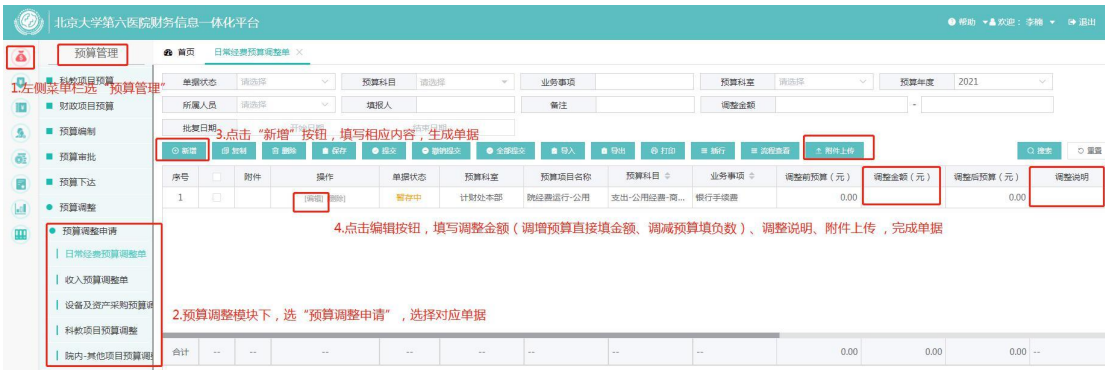 北京大学第六医院财务信息一体化平台
帮助 欢迎：李楠 退出
预算管理
首页 日常经费预算调整单 ×
1.左侧菜单栏选“预算管理”
科教项目预算
财政项目预算
预算编制
预算审批
预算下达
预算调整
预算调整申请
日常经费预算调整单
收入预算调整单
设备及资产采购预算调
科教项目预算调整
院内-其他项目预算调
单据状态 请选择 预算科目 请选择 业务事项 预算科室 请选择 预算年度 2021
所属人员 请选择 填报人 备注 调整金额 -
批复日期 开始日期 结束日期
3.点击“新增”按钮，填写相应内容，生成单据
新增 复制 删除 保存 提交 撤销提交 全部提交 导入 导出 打印 新行 流程查看 附件上传 搜索 重置
序号 附件 操作 单据状态 预算科室 预算项目名称 预算科目 业务事项 调整前预算（元） 调整金额（元） 调整后预算（元） 调整说明
1 [编辑] [删除] 暂存中 计财处本部 院经费运行-公用 支出-公用经费-商... 银行手续费 0.00 0.00
4.点击编辑按钮，填写调整金额（调增预算直接填金额、调减预算填负数）、调整说明、附件上传 ，完成单据
2.预算调整模块下，选“预算调整申请”，选择对应单据
合计 -- -- -- -- -- -- -- -- 0.00 0.00 0.00 --